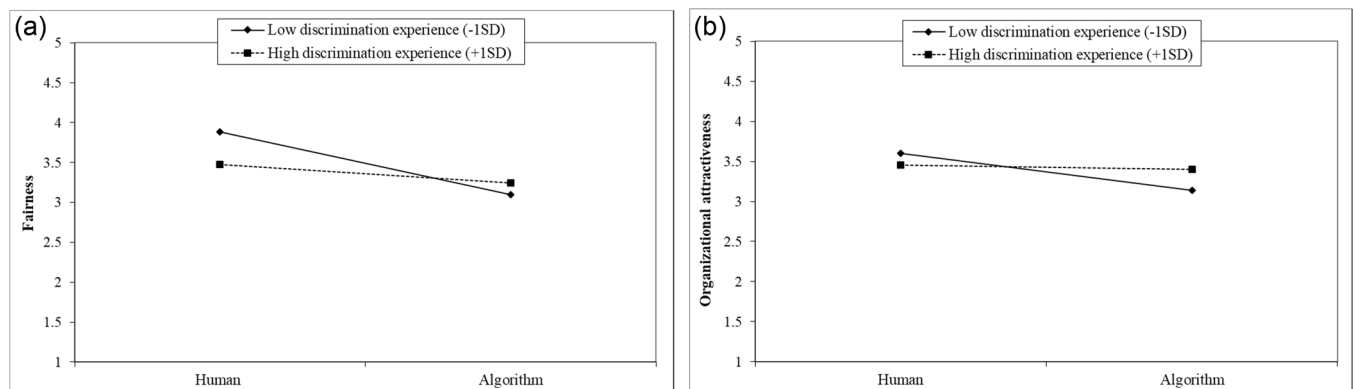 (a)
Low discrimination experience (-1SD)
High discrimination experience (+1SD)
5
4.5
4
3.5
3
2.5
2
1.5
1
Fairness
Human
Algorithm
(b)
Low discrimination experience (-1SD)
High discrimination experience (+1SD)
5
4.5
4
3.5
3
2.5
2
1.5
1
Organizational attractiveness
Human
Algorithm